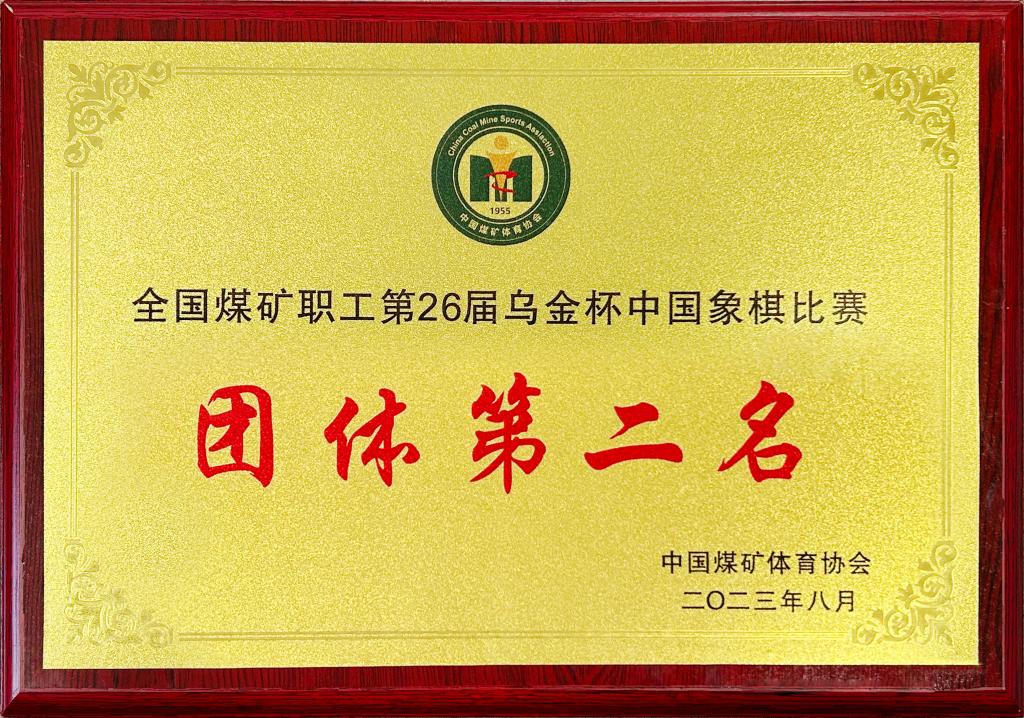 China Coal Mine Sports Assiaction
1955
中国煤矿体育协会
全国煤矿职工第26届乌金杯中国象棋比赛
团体第二名
中国煤矿体育协会
二〇二三年八月